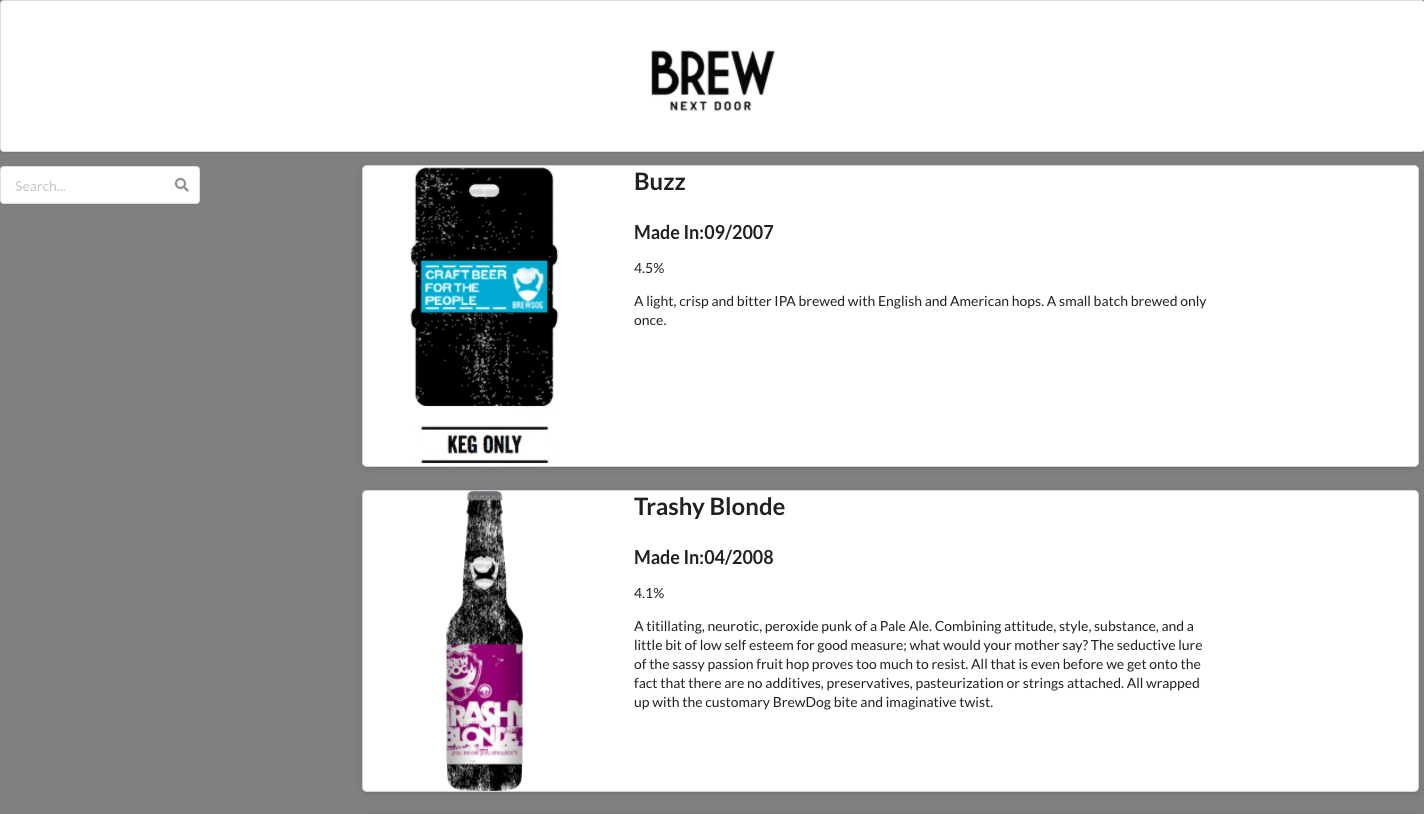 BREW
NEXT DOOR
Search...
CRAFT BEER
FOR THE
PEOPLE
BREWDOG
KEG ONLY
Buzz
Made In:09/2007
4.5%
A light, crisp and bitter IPA brewed with English and American hops. A small batch brewed only
once.
BREW
DOG
TRASHY
BLONDE
you know you shouldn't
Trashy Blonde
Made In:04/2008
4.1%
A titillating, neurotic, peroxide punk of a Pale Ale. Combining attitude, style, substance, and a
little bit of low self esteem for good measure; what would your mother say? The seductive lure
of the sassy passion fruit hop proves too much to resist. All that is even before we get onto the
fact that there are no additives, preservatives, pasteurization or strings attached. All wrapped
up with the customary BrewDog bite and imaginative twist.